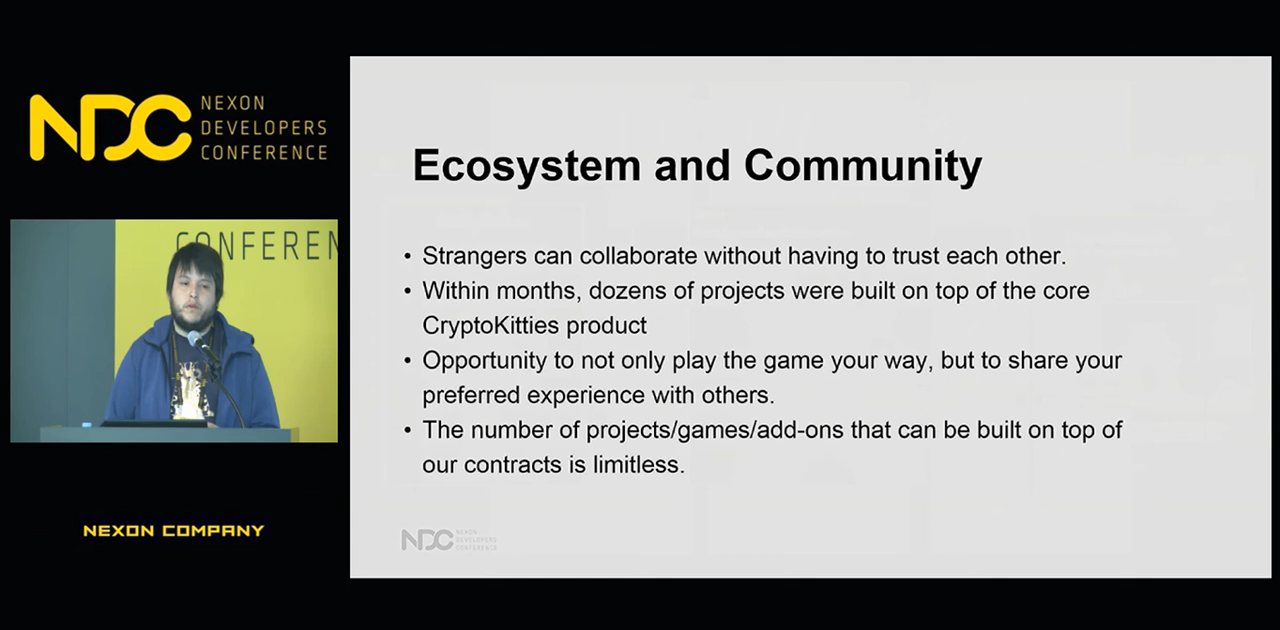 NDC NEXON
DEVELOPERS
CONFERENCE
CONFEREN
NEXON COMPANY
Ecosystem and Community
• Strangers can collaborate without having to trust each other.
• Within months, dozens of projects were built on top of the core
CryptoKitties product
• Opportunity to not only play the game your way, but to share your
preferred experience with others.
• The number of projects/games/add-ons that can be built on top of
our contracts is limitless.
NDC NEXON
DEVELOPERS
CONFERENCE